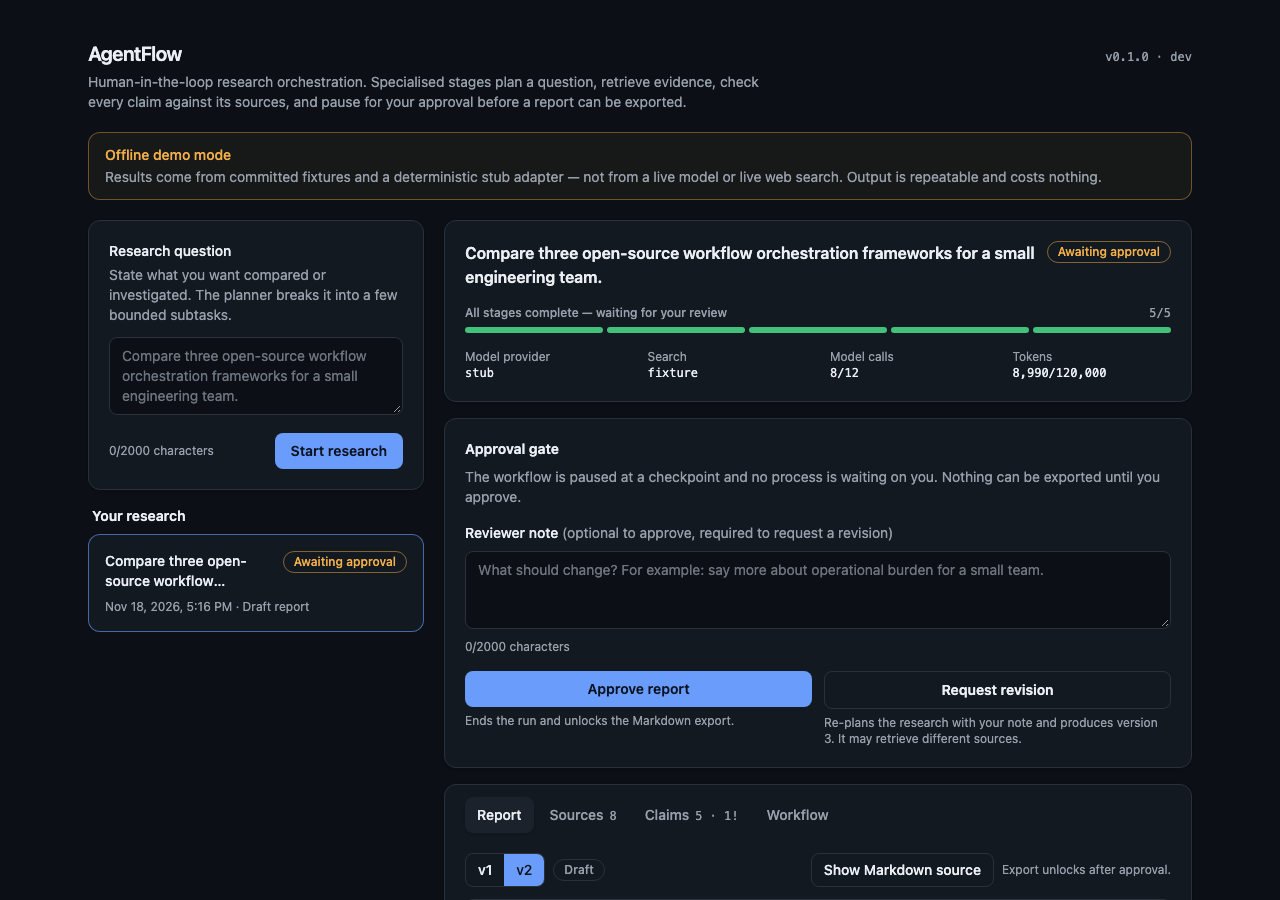 AgentFlow
v0.1.0 · dev
Human-in-the-loop research orchestration. Specialised stages plan a question, retrieve evidence, check
every claim against its sources, and pause for your approval before a report can be exported.
Offline demo mode
Results come from committed fixtures and a deterministic stub adapter — not from a live model or live web search. Output is repeatable and costs nothing.
Research question
State what you want compared or
investigated. The planner breaks it into a few
bounded subtasks.
Compare three open-source workflow
orchestration frameworks for a small
engineering team.
0/2000 characters
Start research
Your research
Compare three open-
source workflow...
Awaiting approval
Nov 18, 2026, 5:16 PM · Draft report
Compare three open-source workflow orchestration frameworks for a small
engineering team.
Awaiting approval
All stages complete — waiting for your review
5/5
Model provider
stub
Search
fixture
Model calls
8/12
Tokens
8,990/120,000
Approval gate
The workflow is paused at a checkpoint and no process is waiting on you. Nothing can be exported until you
approve.
Reviewer note (optional to approve, required to request a revision)
What should change? For example: say more about operational burden for a small team.
0/2000 characters
Approve report
Ends the run and unlocks the Markdown export.
Request revision
Re-plans the research with your note and produces version
3. It may retrieve different sources.
Report
Sources 8
Claims 5 · 1!
Workflow
v1
v2
Draft
Show Markdown source
Export unlocks after approval.